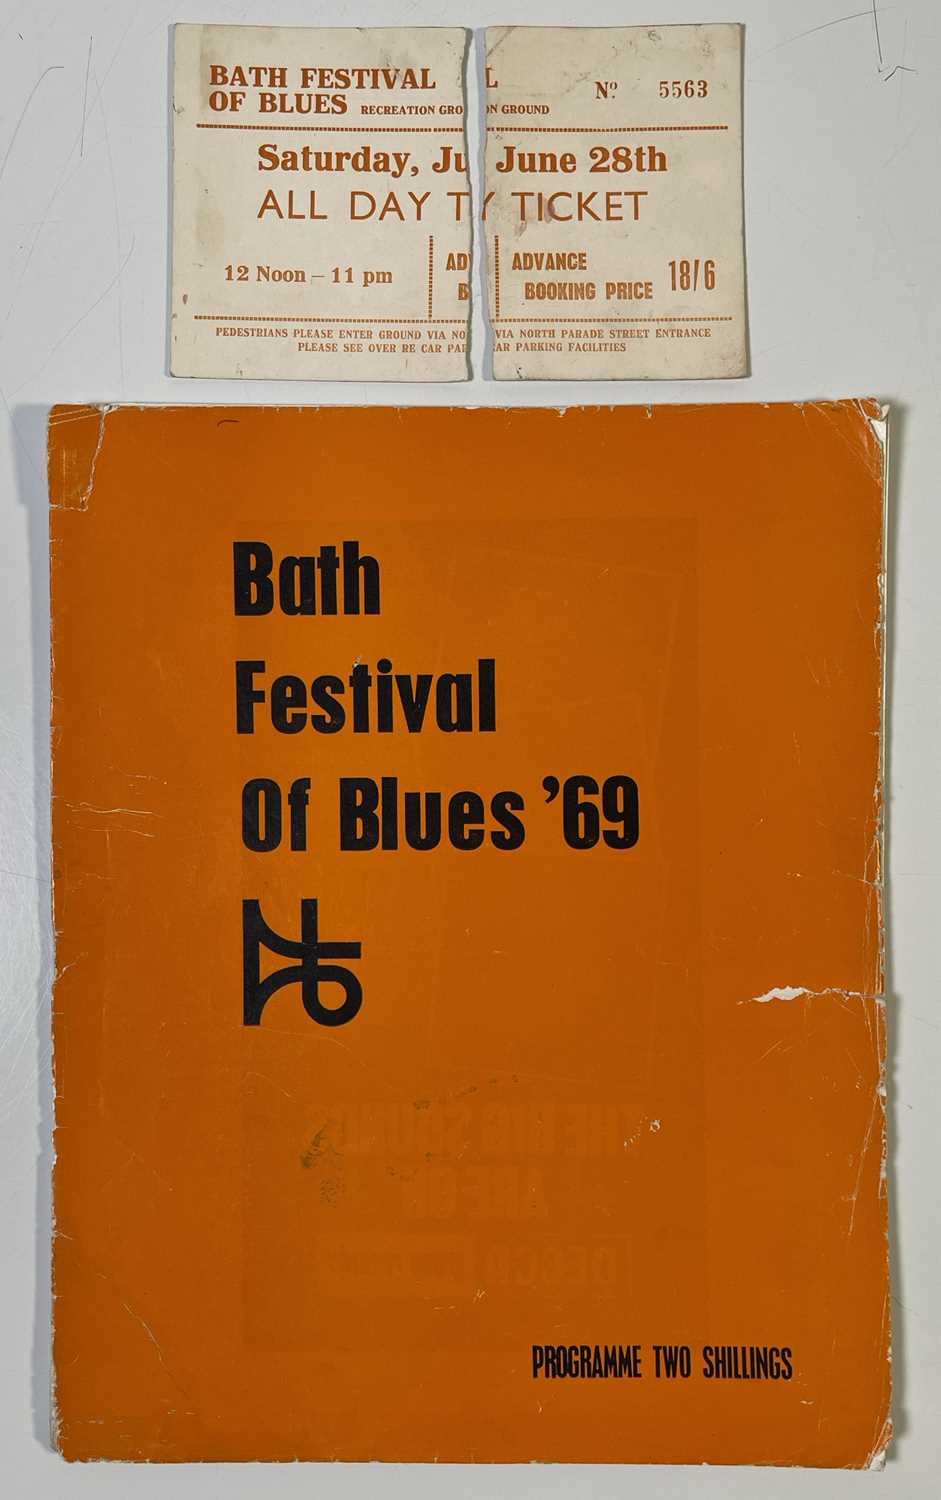 BATH FESTIVAL L Nº 5563
OF BLUES RECREATION GRO ON GROUND
Saturday, Ju June 28th
ALL DAY T Y TICKET
12 Noon – 11 pm AD ADVANCE
B BOOKING PRICE 18/6
PEDESTRIANS PLEASE ENTER GROUND VIA NO VIA NORTH PARADE STREET ENTRANCE
PLEASE SEE OVER RE CAR PAR CAR PARKING FACILITIES
Bath
Festival
Of Blues '69
PROGRAMME TWO SHILLINGS